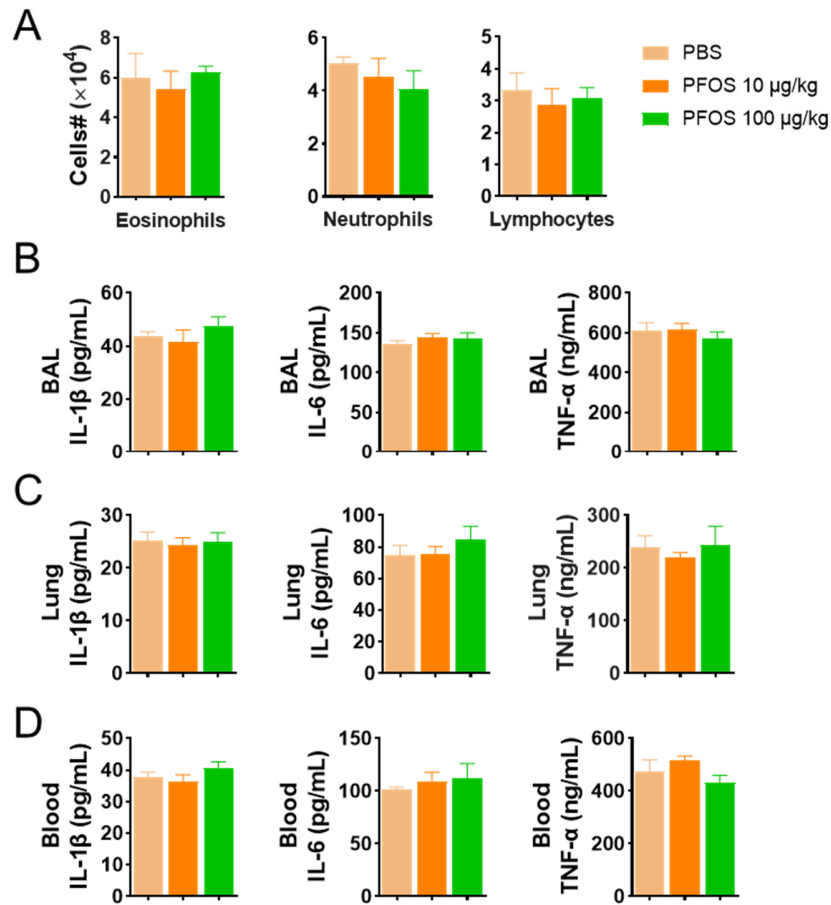 A
Cells# (×10⁴)
8
6
4
2
0
Eosinophils
6
4
2
0
Neutrophils
5
4
3
2
1
0
Lymphocytes
PBS
PFOS 10 µg/kg
PFOS 100 µg/kg
B
BAL
IL-1β (pg/mL)
60
40
20
0
BAL
IL-6 (pg/mL)
200
150
100
50
0
BAL
TNF-α (ng/mL)
800
600
400
200
0
C
Lung
IL-1β (pg/mL)
30
20
10
0
Lung
IL-6 (pg/mL)
100
80
60
40
20
0
Lung
TNF-α (ng/mL)
300
200
100
0
D
Blood
IL-1β (pg/mL)
50
40
30
20
10
0
Blood
IL-6 (pg/mL)
150
100
50
0
Blood
TNF-α (ng/mL)
600
400
200
0